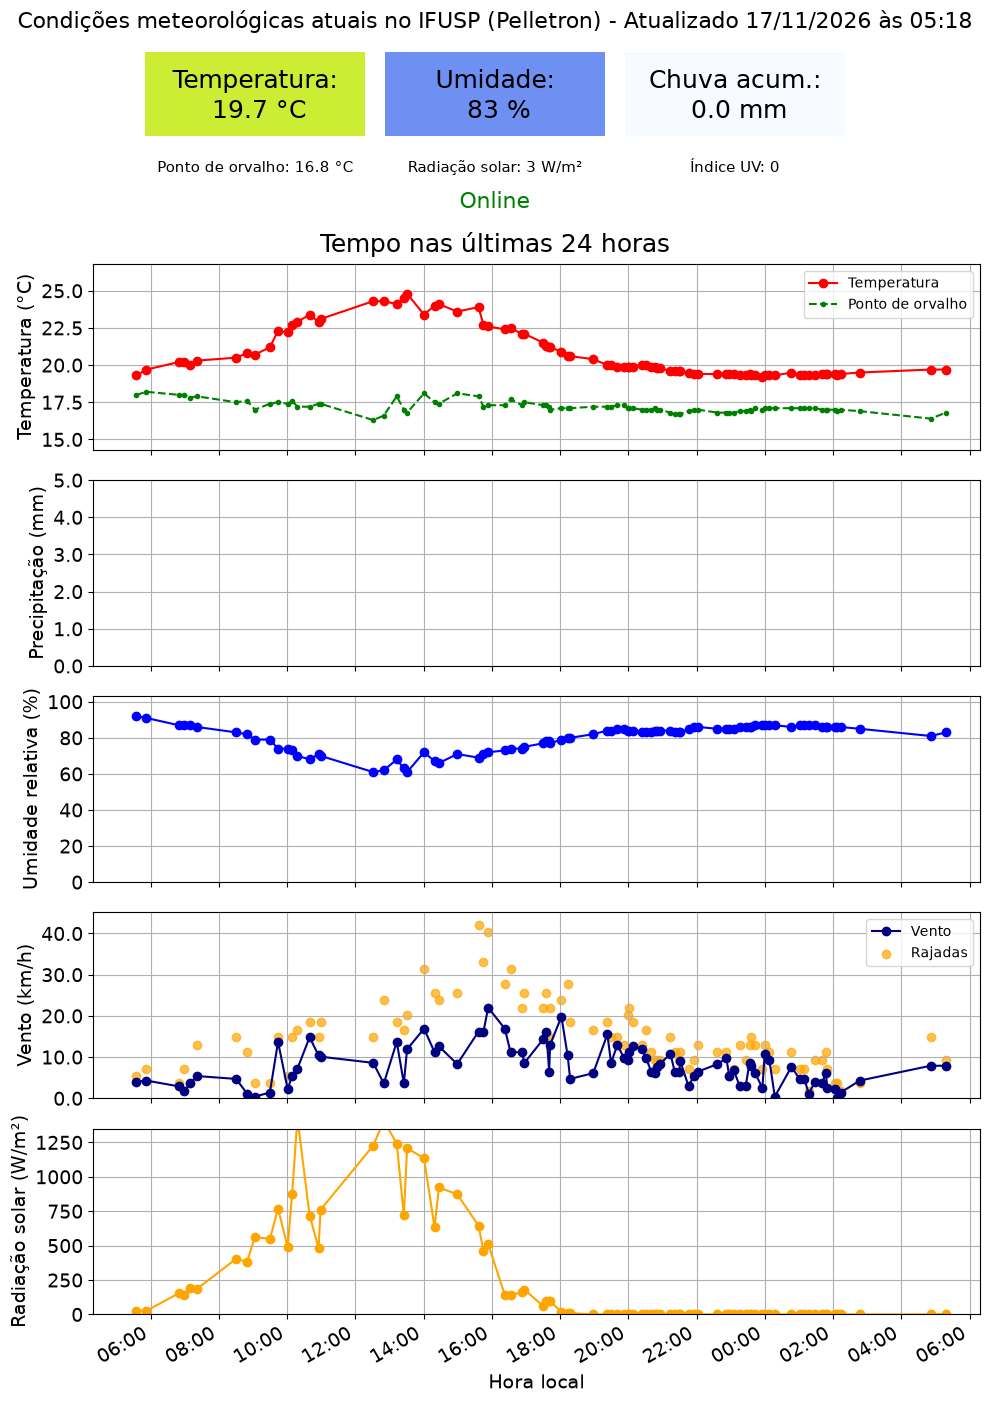 Condições meteorológicas atuais no IFUSP (Pelletron) - Atualizado 17/11/2026 às 05:18
Temperatura:
19.7 °C
Umidade:
83 %
Chuva acum.:
0.0 mm
Ponto de orvalho: 16.8 °C
Radiação solar: 3 W/m²
Índice UV: 0
Online
Tempo nas últimas 24 horas
Temperatura (°C)
25.0
22.5
20.0
17.5
15.0
Temperatura
Ponto de orvalho
Precipitação (mm)
5.0
4.0
3.0
2.0
1.0
0.0
Umidade relativa (%)
100
80
60
40
20
0
Vento (km/h)
40.0
30.0
20.0
10.0
0.0
Vento
Rajadas
Radiação solar (W/m²)
1250
1000
750
500
250
0
06:00
08:00
10:00
12:00
14:00
16:00
18:00
20:00
22:00
00:00
02:00
04:00
06:00
Hora local